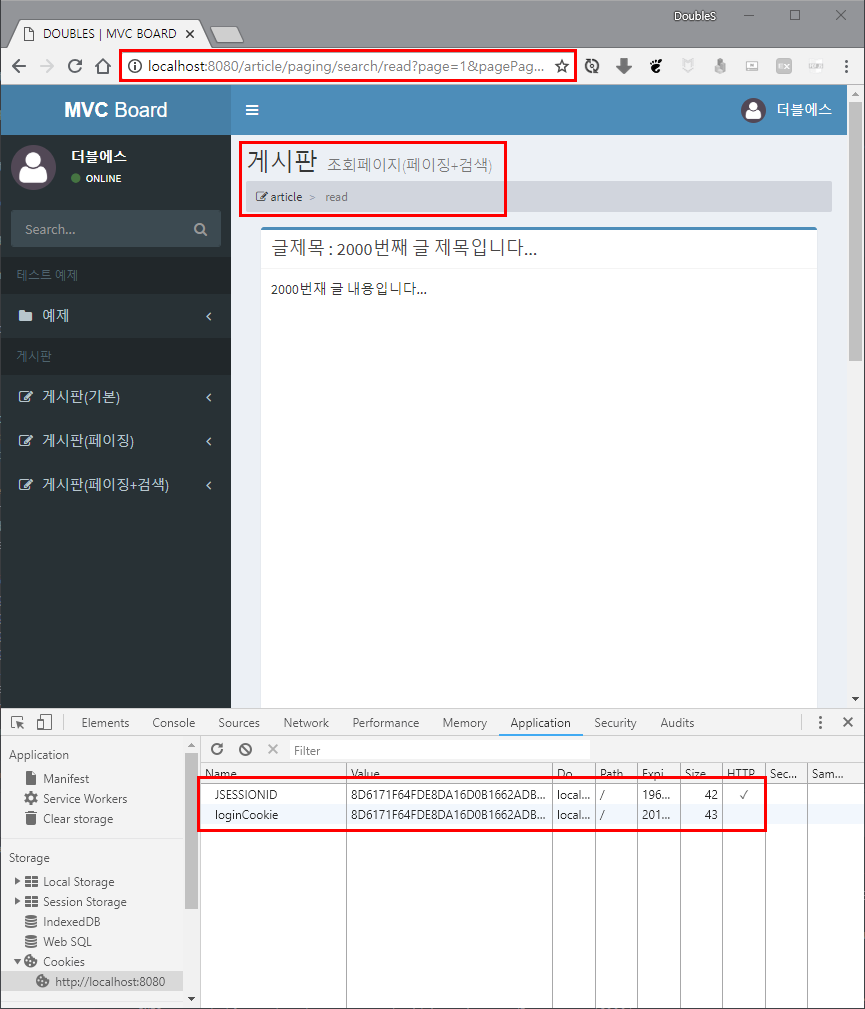 DoubleS
DOUBLES | MVC BOARD
localhost:8080/article/paging/search/read?page=1&pagePag...
MVC Board
더블에스
더블에스
ONLINE
Search...
테스트 예제
예제
게시판
게시판(기본)
게시판(페이징)
게시판(페이징+검색)
게시판 조회페이지(페이징+검색)
article > read
글제목 : 2000번째 글 제목입니다...
2000번재 글 내용입니다...
Elements Console Sources Network Performance Memory Application Security Audits
Application
Manifest
Service Workers
Clear storage
Storage
Local Storage
Session Storage
IndexedDB
Web SQL
Cookies
http://localhost:8080
Filter
Name Value Do... Path Expi... Size HTTP Sec... Sam...
JSESSIONID 8D6171F64FDE8DA16D0B1662ADB... local... / 196... 42 ✓
loginCookie 8D6171F64FDE8DA16D0B1662ADB... local... / 201... 43